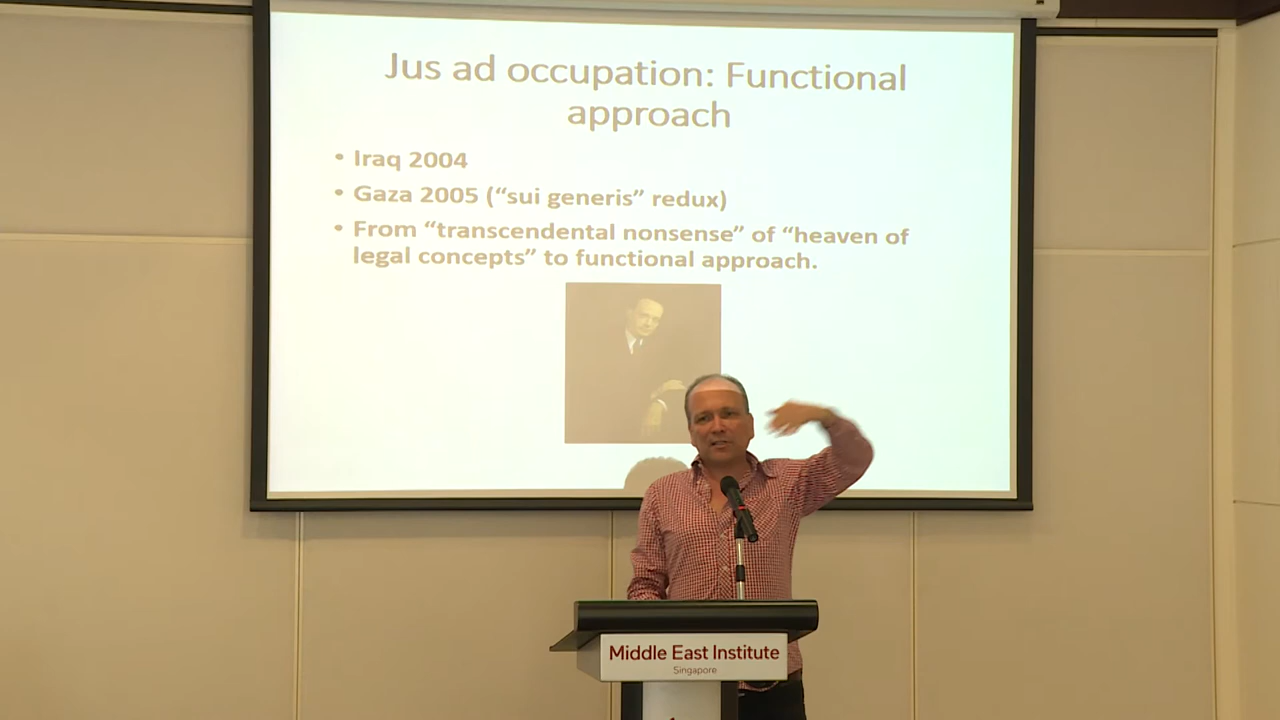 Jus ad occupation: Functional
approach
• Iraq 2004
• Gaza 2005 (“sui generis” redux)
• From “transcendental nonsense” of “heaven of
legal concepts” to functional approach.
Middle East Institute
Singapore